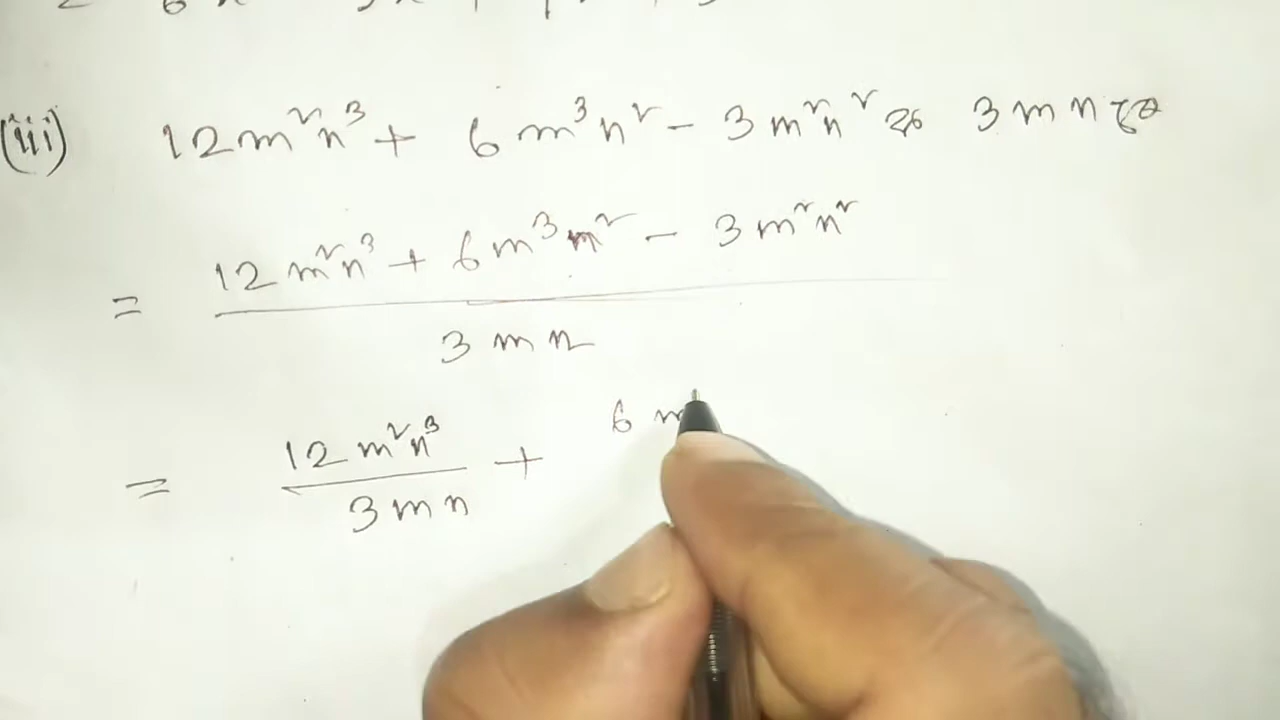 (iii) 12m²n³ + 6m³n² - 3m²n² ক 3mn রে
= 12m²n³ + 6m³n² - 3m²n²
3mn
= 12m²n³ + 6m
3mn